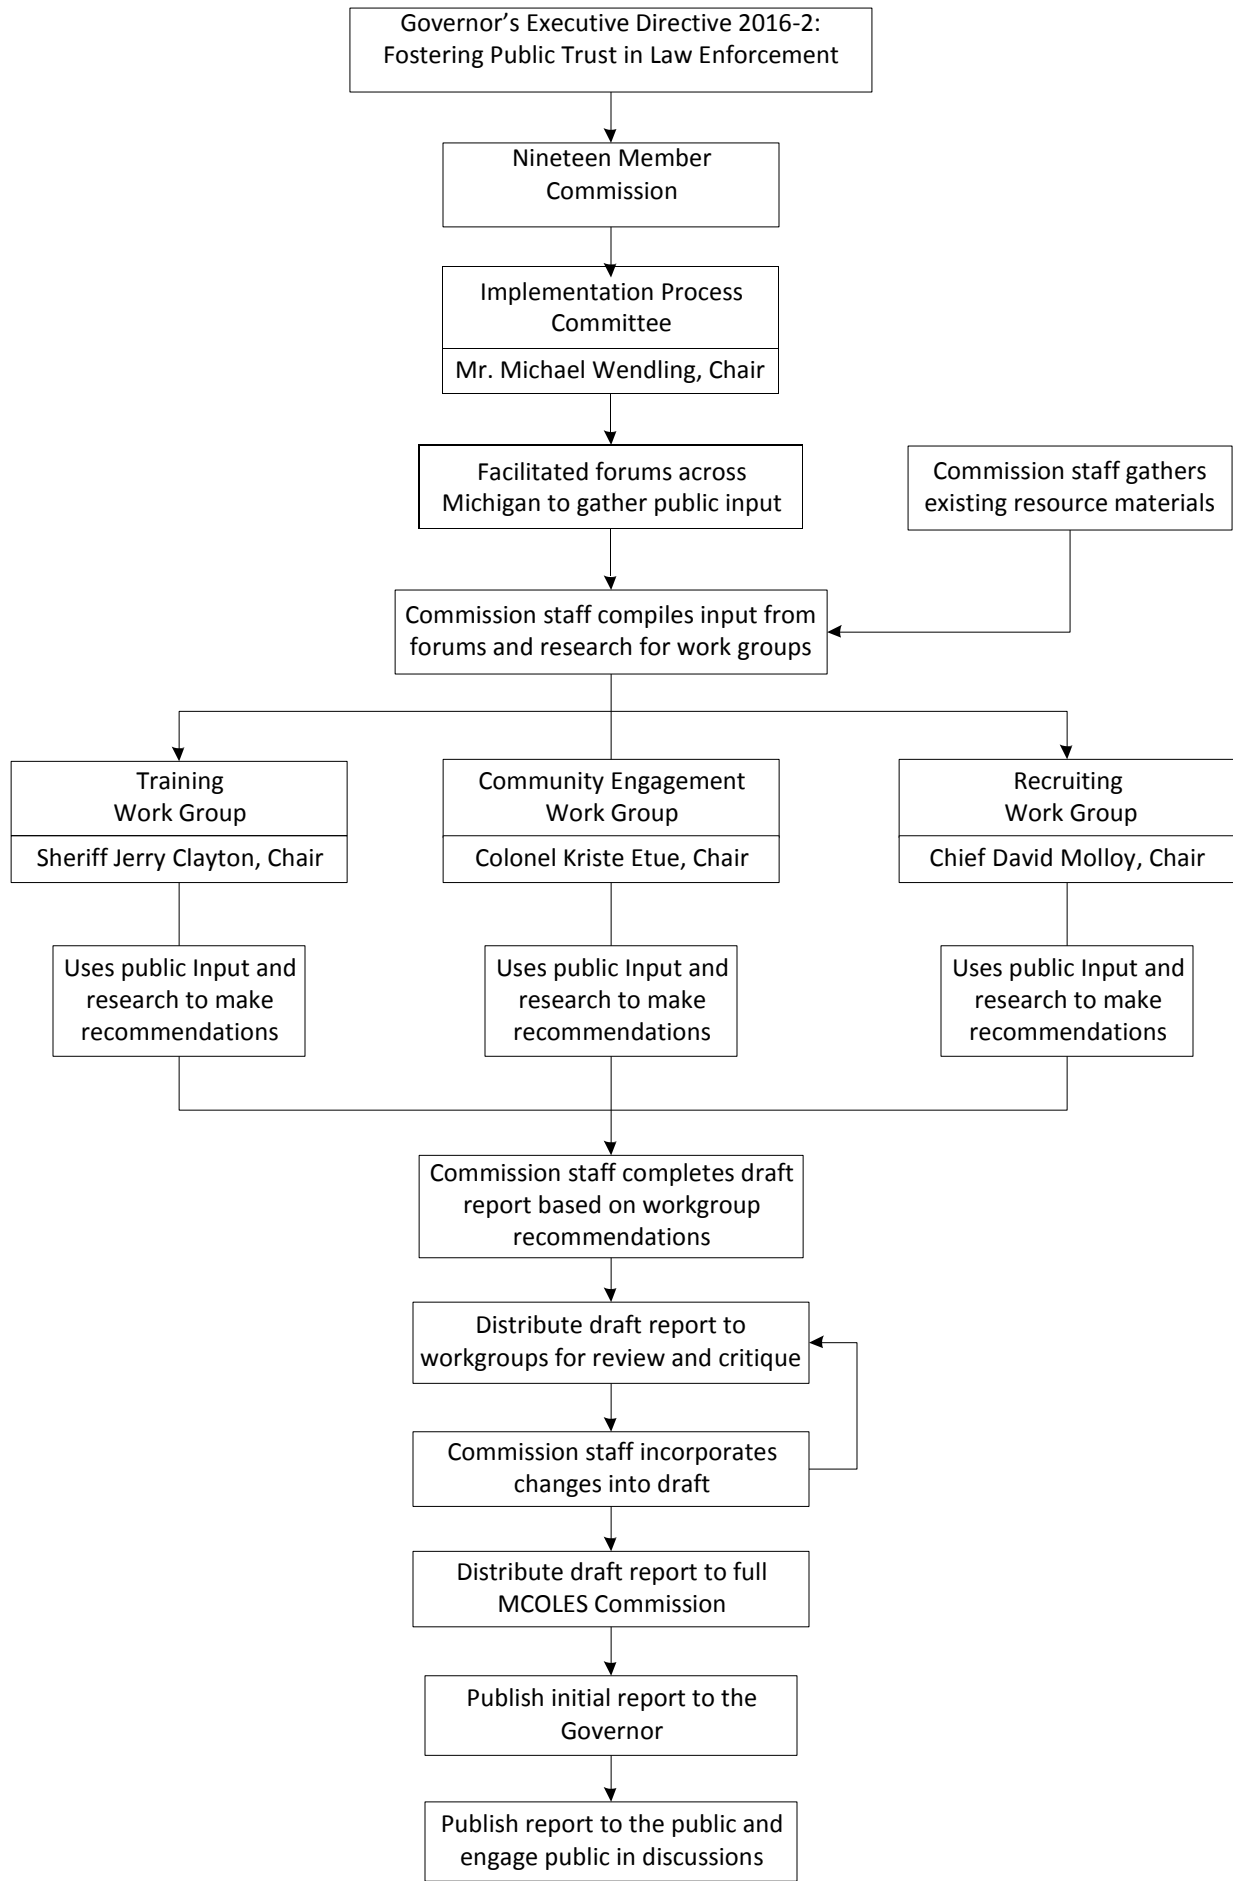 Governor’s Executive Directive 2016-2:
Fostering Public Trust in Law Enforcement
Nineteen Member
Commission
Implementation Process
Committee
Mr. Michael Wendling, Chair
Facilitated forums across
Michigan to gather public input
Commission staff gathers
existing resource materials
Commission staff compiles input from
forums and research for work groups
Training
Work Group
Sheriff Jerry Clayton, Chair
Community Engagement
Work Group
Colonel Kriste Etue, Chair
Recruiting
Work Group
Chief David Molloy, Chair
Uses public Input and
research to make
recommendations
Uses public Input and
research to make
recommendations
Uses public Input and
research to make
recommendations
Commission staff completes draft
report based on workgroup
recommendations
Distribute draft report to
workgroups for review and critique
Commission staff incorporates
changes into draft
Distribute draft report to full
MCOLES Commission
Publish initial report to the
Governor
Publish report to the public and
engage public in discussions